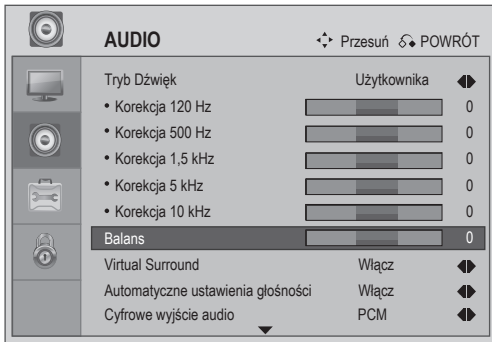 AUDIO Przesuń POWRÓT
Tryb Dźwięk Użytkownika
• Korekcja 120 Hz 0
• Korekcja 500 Hz 0
• Korekcja 1,5 kHz 0
• Korekcja 5 kHz 0
• Korekcja 10 kHz 0
Balans 0
Virtual Surround Włącz
Automatyczne ustawienia głośności Włącz
Cyfrowe wyjście audio PCM